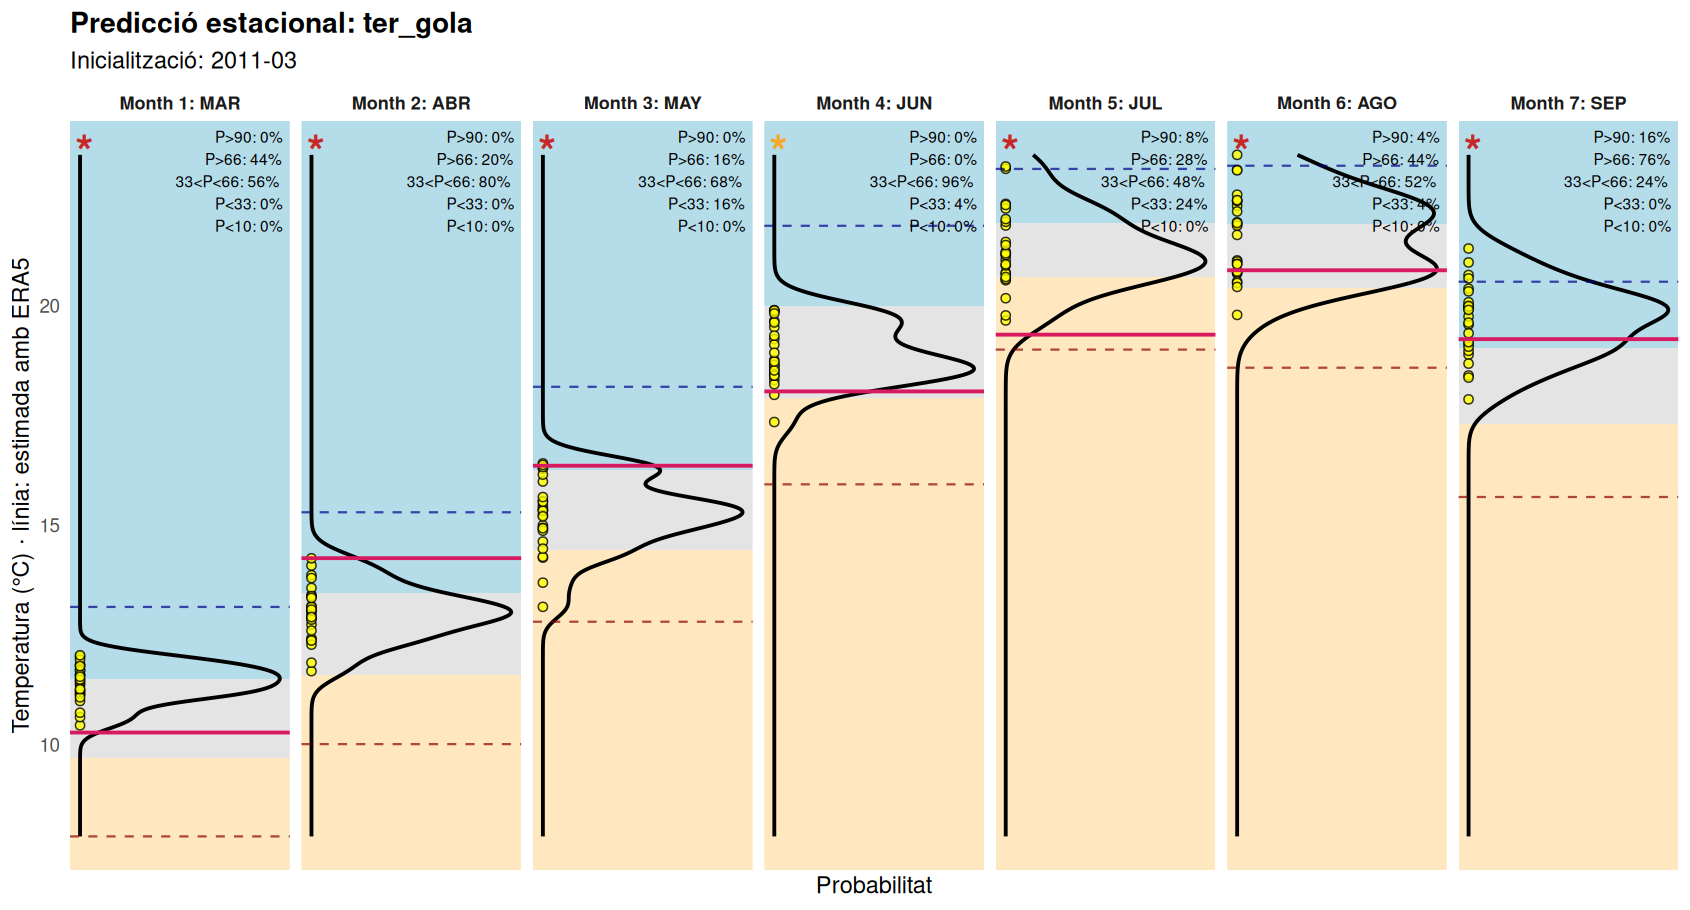 Predicció estacional: ter_gola
Inicialització: 2011-03
Month 1: MAR
Month 2: ABR
Month 3: MAY
Month 4: JUN
Month 5: JUL
Month 6: AGO
Month 7: SEP
*
P>90: 0%
P>66: 44%
33<P<66: 56%
P<33: 0%
P<10: 0%
*
P>90: 0%
P>66: 20%
33<P<66: 80%
P<33: 0%
P<10: 0%
*
P>90: 0%
P>66: 16%
33<P<66: 68%
P<33: 16%
P<10: 0%
*
P>90: 0%
P>66: 0%
33<P<66: 96%
P<33: 4%
P<10: 0%
*
P>90: 8%
P>66: 28%
33<P<66: 48%
P<33: 24%
P<10: 0%
*
P>90: 4%
P>66: 44%
33<P<66: 52%
P<33: 4%
P<10: 0%
*
P>90: 16%
P>66: 76%
33<P<66: 24%
P<33: 0%
P<10: 0%
Temperatura (°C) · línia: estimada amb ERA5
20
15
10
Probabilitat